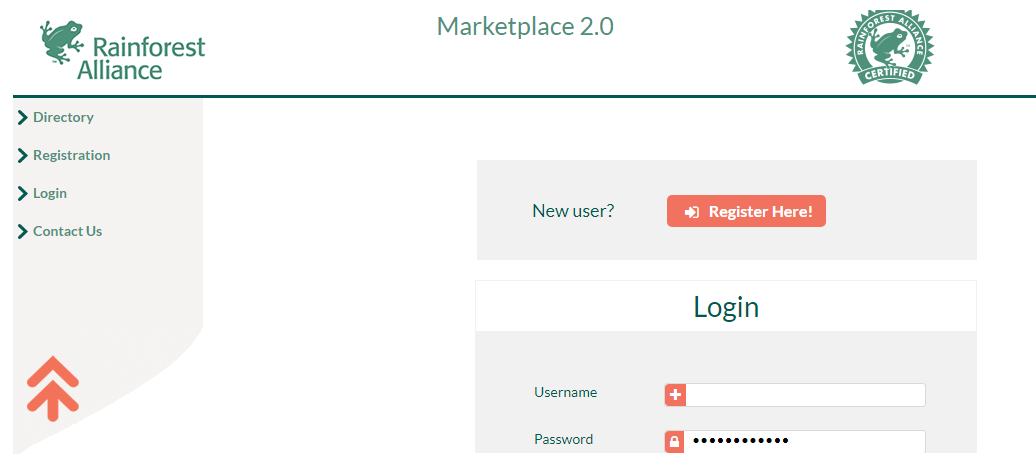 Marketplace 2.0
Rainforest
Alliance
RAINFOREST ALLIANCE
CERTIFIED
Directory
Registration
Login
Contact Us
New user?
Register Here!
Login
Username
Password